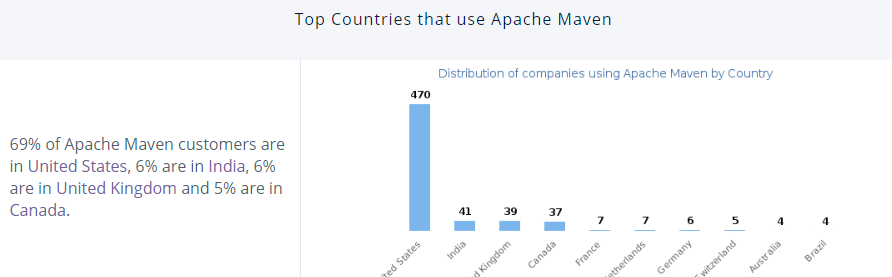 Top Countries that use Apache Maven
Distribution of companies using Apache Maven by Country
69% of Apache Maven customers are
in United States, 6% are in India, 6%
are in United Kingdom and 5% are in
Canada.
470
41
39
37
7
7
6
5
4
4
States
India
Kingdom
Canada
France
Germany
Australia
Brazil